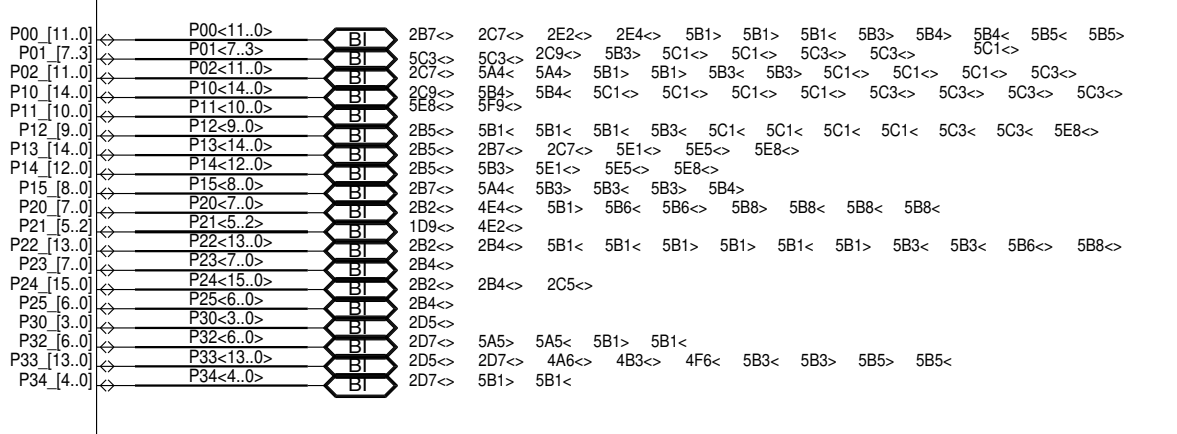 P00_[11..0] P00<11..0> BI 2B7<> 2C7<> 2E2<> 2E4<> 5B1> 5B1> 5B1< 5B3> 5B4> 5B4< 5B5< 5B5>
P01_[7..3] P01<7..3> BI 5C3<> 5C3<> 2C9<> 5B3> 5C1<> 5C1<> 5C3<> 5C3<> 5C1<>
P02_[11..0] P02<11..0> BI 2C7<> 5A4< 5A4> 5B1> 5B1> 5B3< 5B3> 5C1<> 5C1<> 5C1<> 5C3<>
P10_[14..0] P10<14..0> BI 2C9<> 5B4> 5B4< 5C1<> 5C1<> 5C1<> 5C1<> 5C3<> 5C3<> 5C3<> 5C3<>
P11_[10..0] P11<10..0> BI 5E8<> 5F9<>
P12_[9..0] P12<9..0> BI 2B5<> 5B1< 5B1< 5B1< 5B3< 5C1< 5C1< 5C1< 5C1< 5C3< 5C3< 5E8<>
P13_[14..0] P13<14..0> BI 2B5<> 2B7<> 2C7<> 5E1<> 5E5<> 5E8<>
P14_[12..0] P14<12..0> BI 2B5<> 5B3> 5E1<> 5E5<> 5E8<>
P15_[8..0] P15<8..0> BI 2B7<> 5A4< 5B3> 5B3< 5B3> 5B4>
P20_[7..0] P20<7..0> BI 2B2<> 4E4<> 5B1> 5B6< 5B6<> 5B8> 5B8< 5B8< 5B8<
P21_[5..2] P21<5..2> BI 1D9<> 4E2<>
P22_[13..0] P22<13..0> BI 2B2<> 2B4<> 5B1< 5B1< 5B1> 5B1> 5B1< 5B1> 5B3< 5B3< 5B6<> 5B8<>
P23_[7..0] P23<7..0> BI 2B4<>
P24_[15..0] P24<15..0> BI 2B2<> 2B4<> 2C5<>
P25_[6..0] P25<6..0> BI 2B4<>
P30_[3..0] P30<3..0> BI 2D5<>
P32_[6..0] P32<6..0> BI 2D7<> 5A5> 5A5< 5B1> 5B1<
P33_[13..0] P33<13..0> BI 2D5<> 2D7<> 4A6<> 4B3<> 4F6< 5B3< 5B3> 5B5> 5B5<
P34_[4..0] P34<4..0> BI 2D7<> 5B1> 5B1<